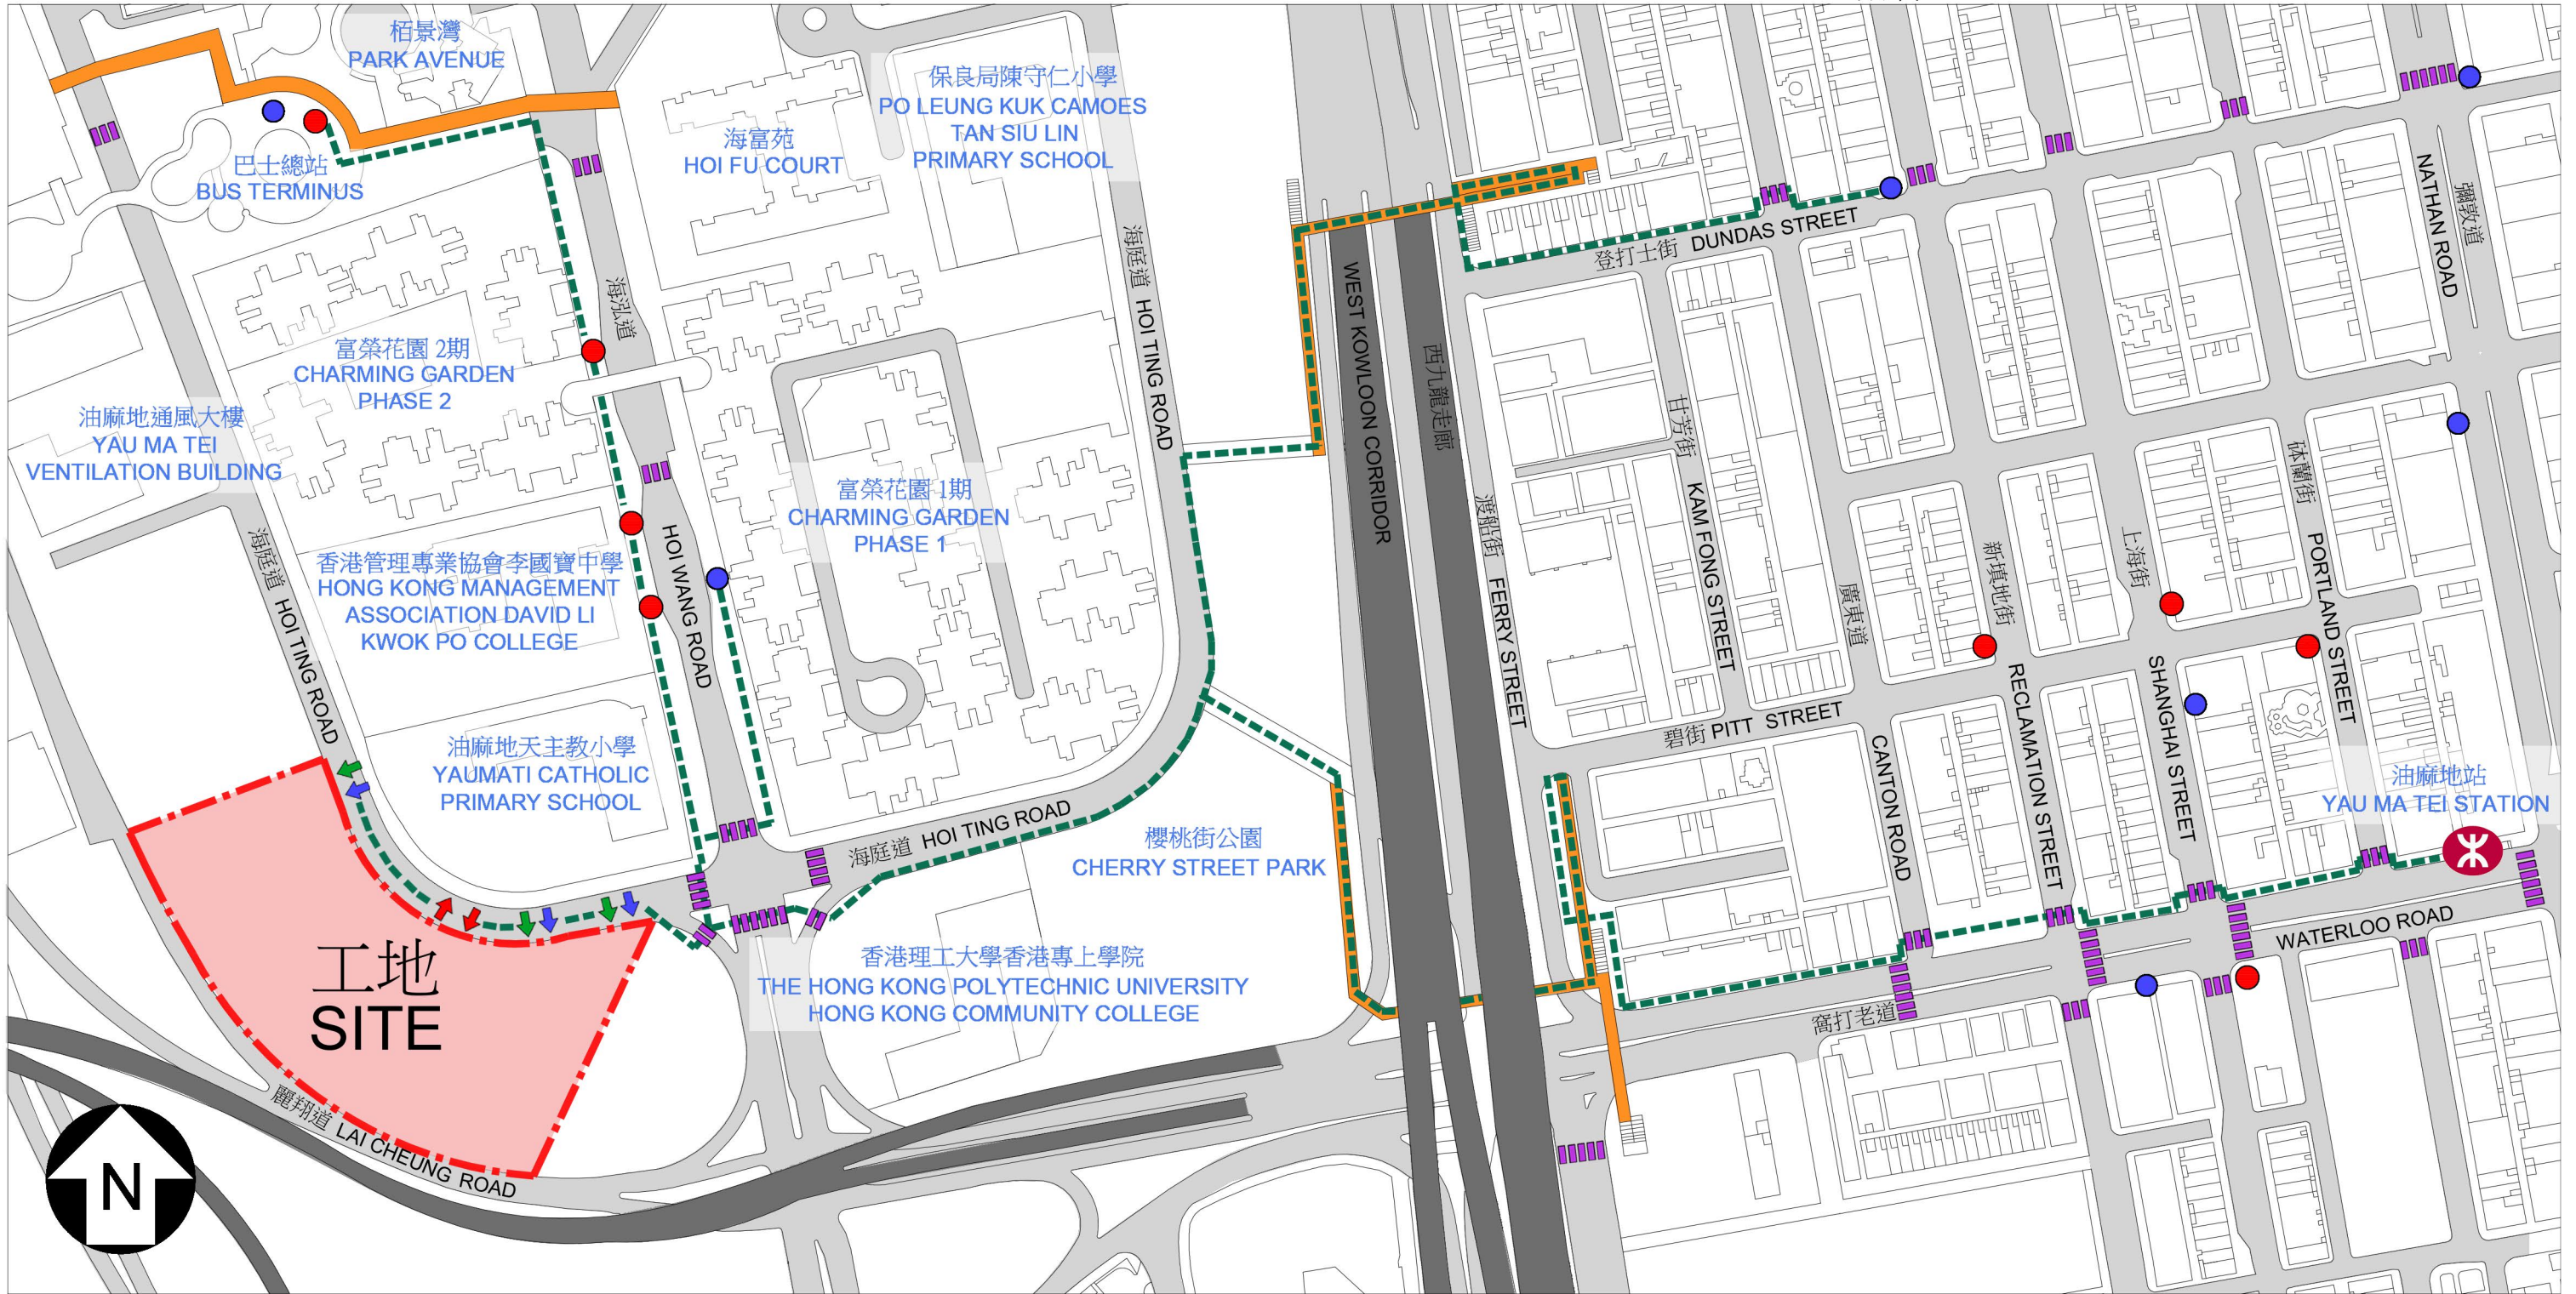 栢景灣
PARK AVENUE
巴士總站
BUS TERMINUS
海富苑
HOI FU COURT
保良局陳守仁小學
PO LEUNG KUK CAMOES
TAN SIU LIN
PRIMARY SCHOOL
海泓道
HOI WANG ROAD
富榮花園 2期
CHARMING GARDEN
PHASE 2
油麻地通風大樓
YAU MA TEI
VENTILATION BUILDING
海庭道 HOI TING ROAD
香港管理專業協會李國寶中學
HONG KONG MANAGEMENT
ASSOCIATION DAVID LI
KWOK PO COLLEGE
富榮花園 1期
CHARMING GARDEN
PHASE 1
海庭道 HOI TING ROAD
油麻地天主教小學
YAUMATI CATHOLIC
PRIMARY SCHOOL
海庭道 HOI TING ROAD
櫻桃街公園
CHERRY STREET PARK
香港理工大學香港專上學院
THE HONG KONG POLYTECHNIC UNIVERSITY
HONG KONG COMMUNITY COLLEGE
工地
SITE
麗翔道 LAI CHEUNG ROAD
N
WEST KOWLOON CORRIDOR
西九龍走廊
渡船街 FERRY STREET
登打士街 DUNDAS STREET
甘芳街
KAM FONG STREET
碧街 PITT STREET
廣東道
CANTON ROAD
新填地街
RECLAMATION STREET
上海街
SHANGHAI STREET
砵蘭街
PORTLAND STREET
NATHAN ROAD
彌敦道
油麻地站
YAU MA TEI STATION
WATERLOO ROAD
窩打老道